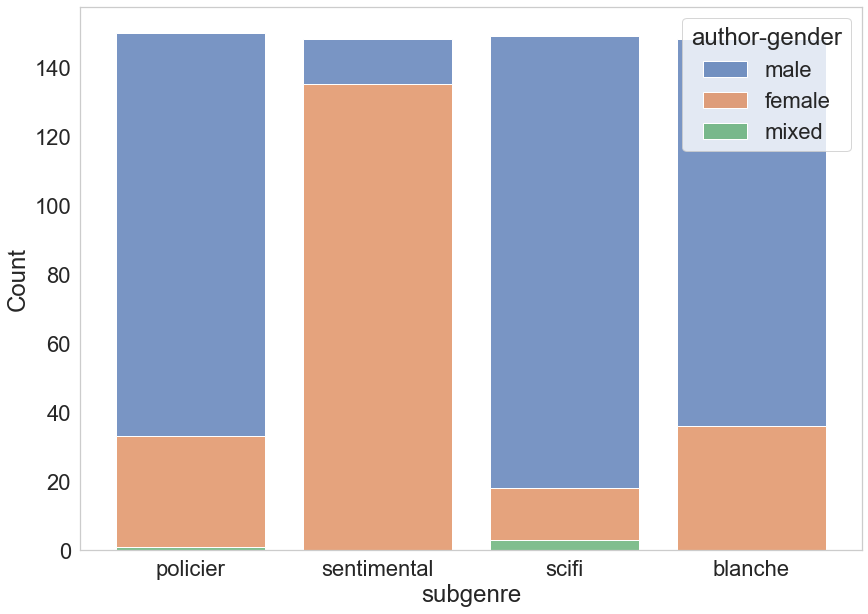 author-gender
male
female
mixed
140
120
100
80
60
40
20
0
Count
policier sentimental scifi blanche
subgenre